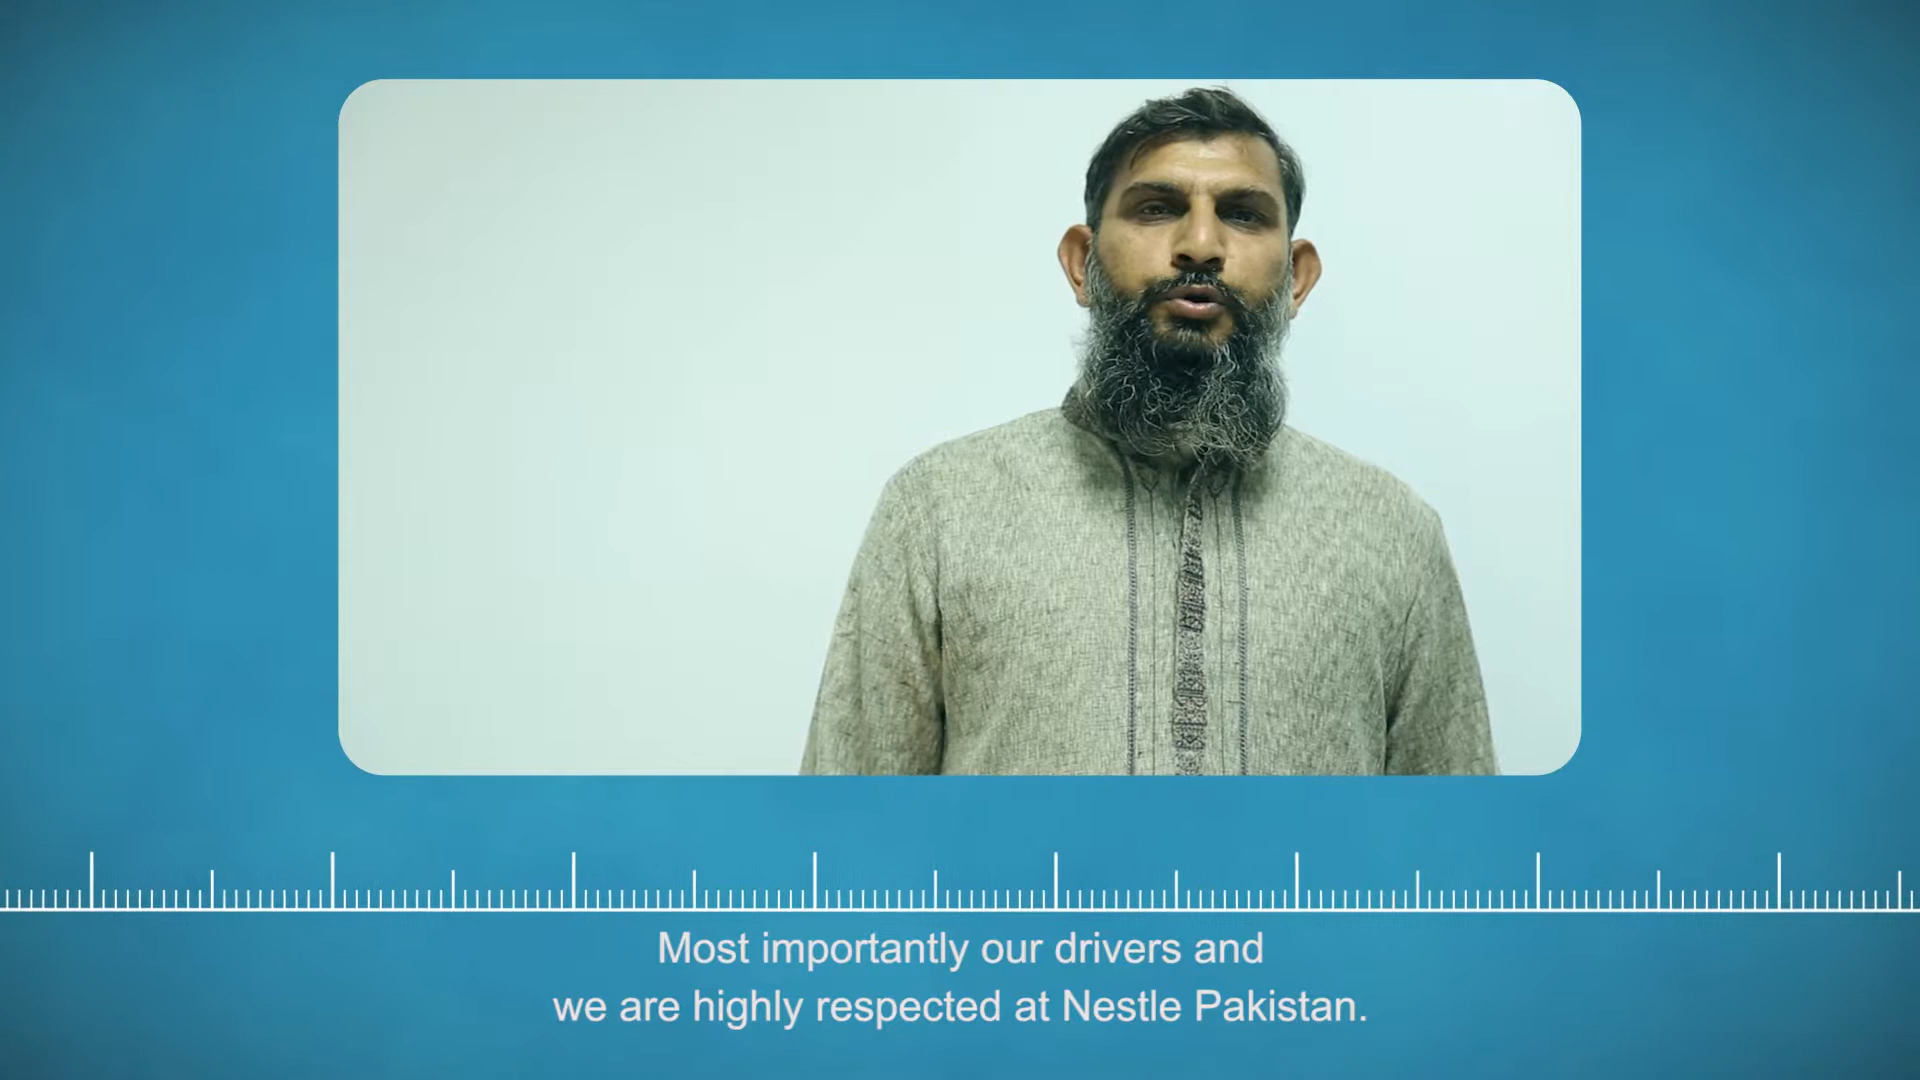 Most importantly our drivers and
we are highly respected at Nestle Pakistan.